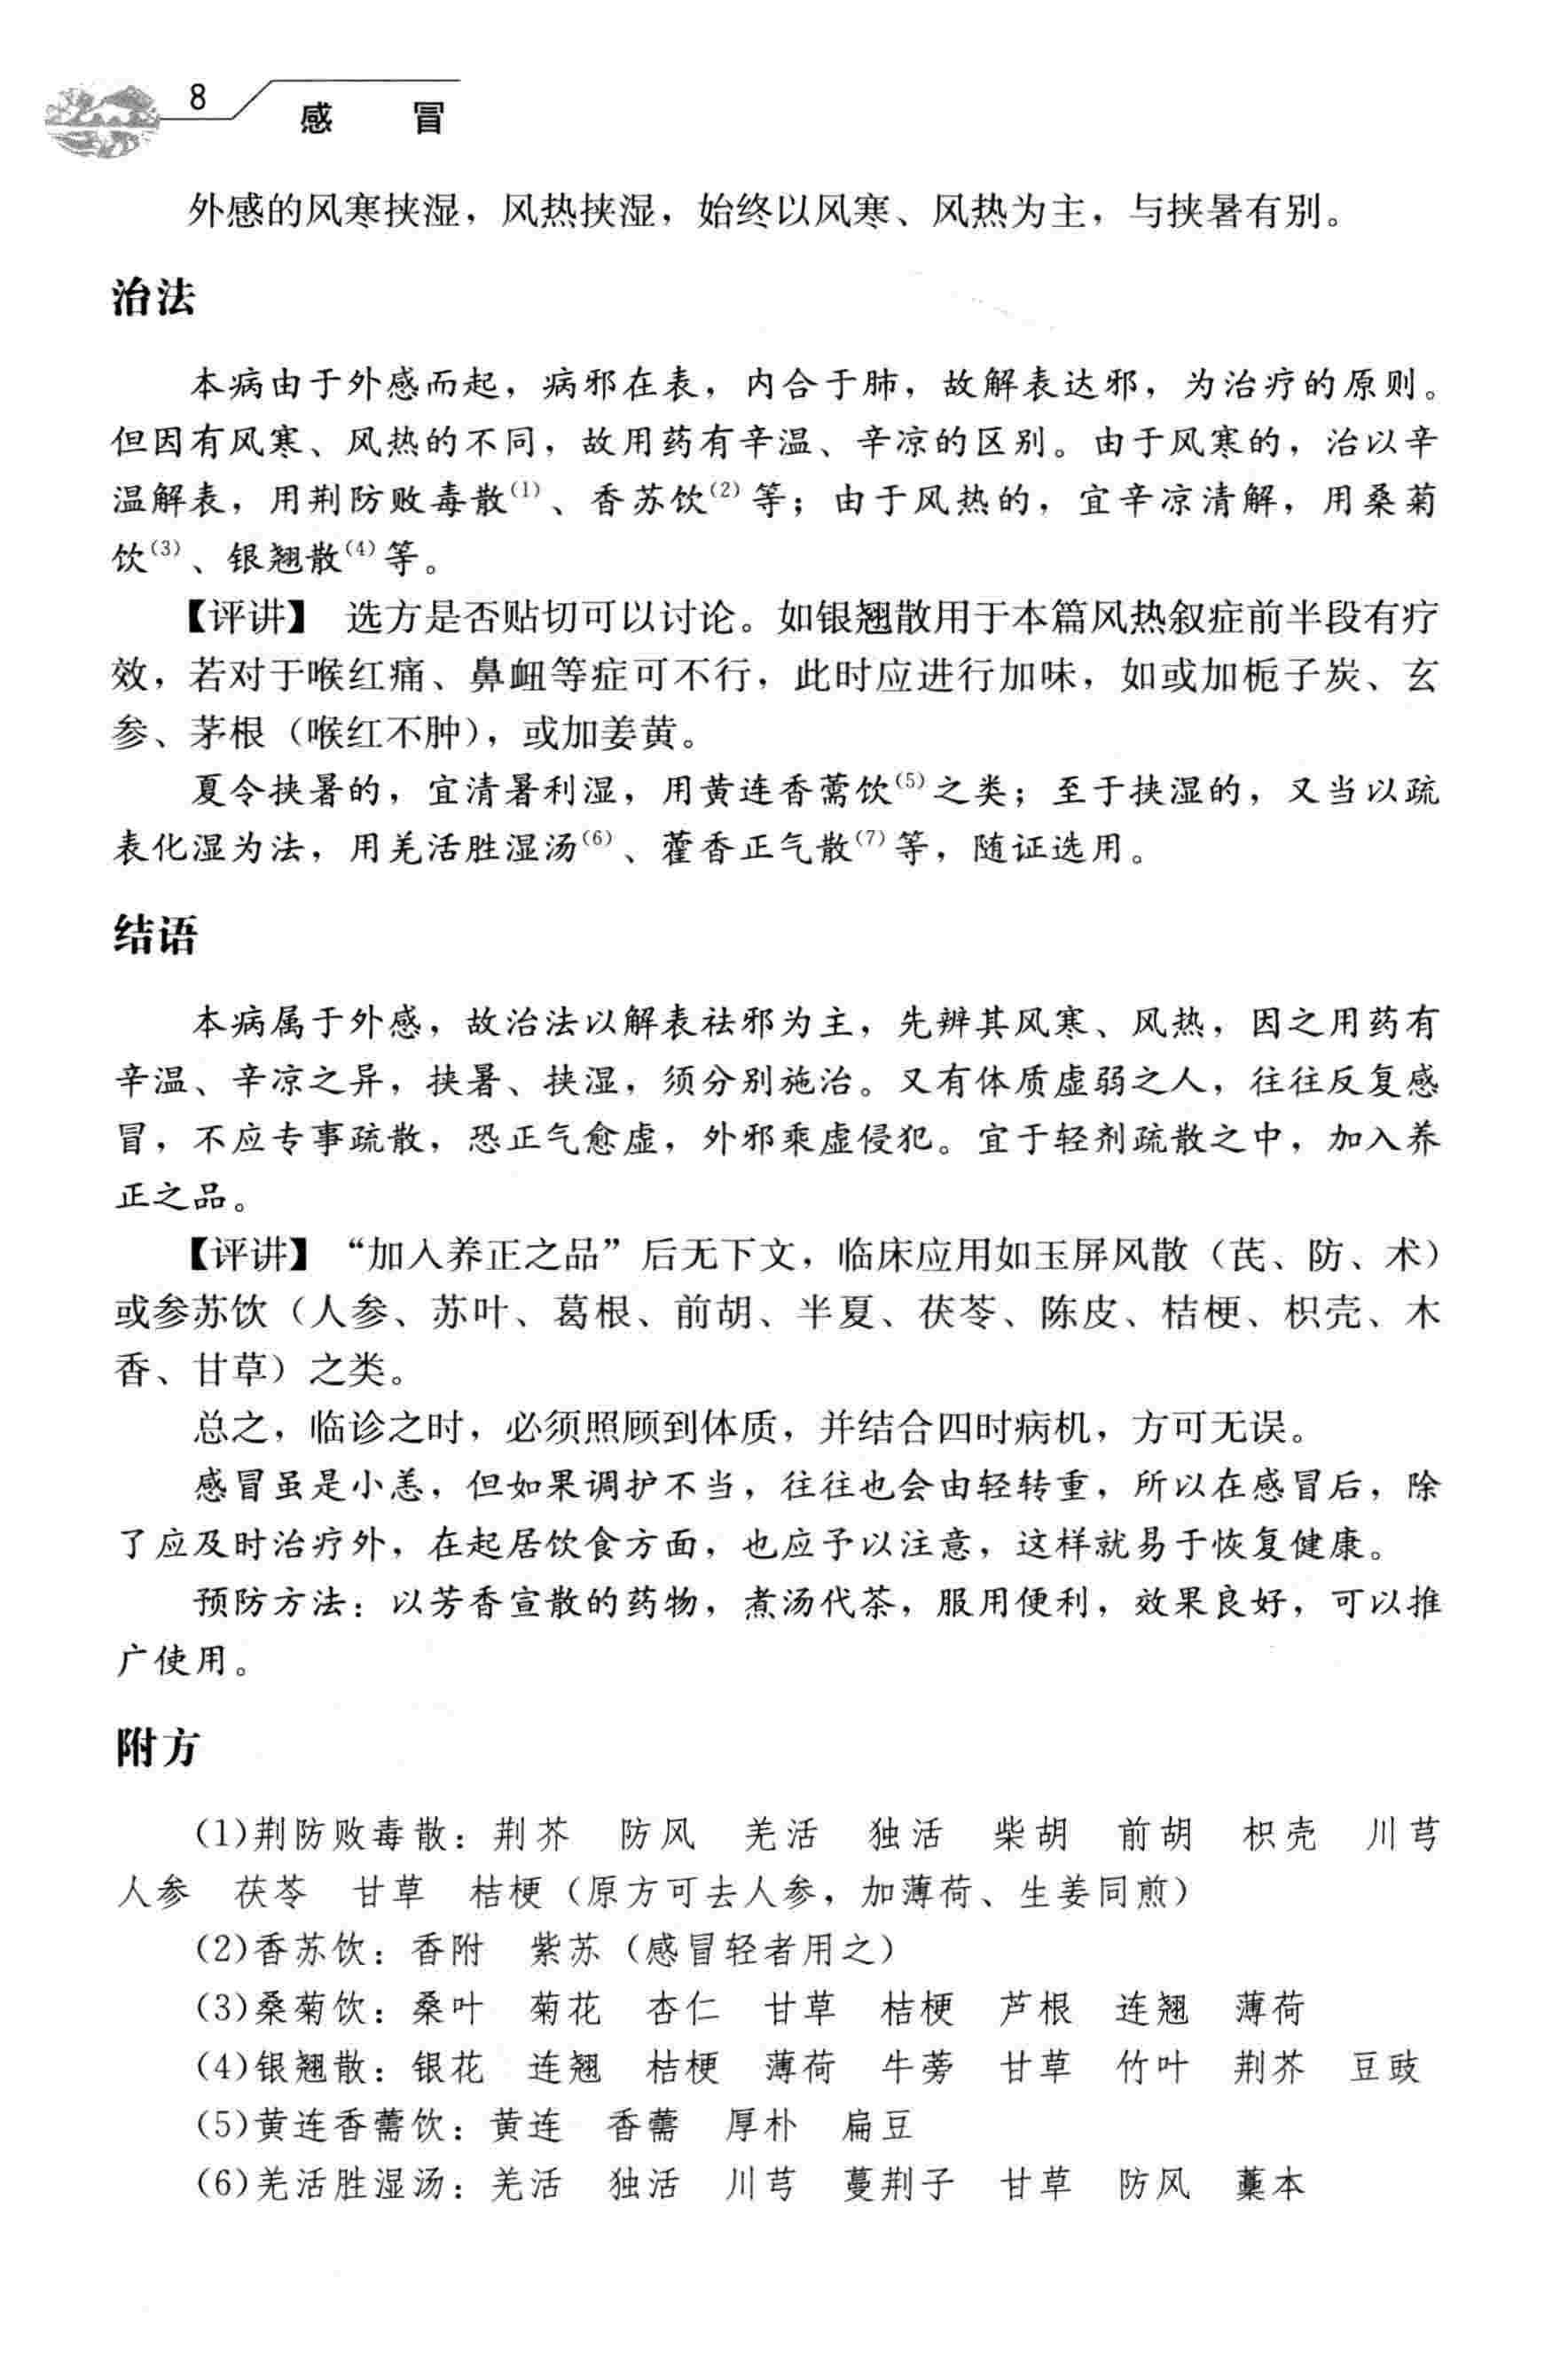 8
感 冒
外感的风寒挟湿，风热挟湿，始终以风寒、风热为主，与挟暑有别。
治法
本病由于外感而起，病邪在表，内合于肺，故解表达邪，为治疗的原则。
但因有风寒、风热的不同，故用药有辛温、辛凉的区别。由于风寒的，治以辛
温解表，用荆防败毒散(1)、香苏饮(2)等；由于风热的，宜辛凉清解，用桑菊
饮(3)、银翘散(4)等。
【评讲】 选方是否贴切可以讨论。如银翘散用于本篇风热叙症前半段有疗
效，若对于喉红痛、鼻衄等症可不行，此时应进行加味，如或加栀子炭、玄
参、茅根（喉红不肿），或加姜黄。
夏令挟暑的，宜清暑利湿，用黄连香薷饮(5)之类；至于挟湿的，又当以疏
表化湿为法，用羌活胜湿汤(6)、藿香正气散(7)等，随证选用。
结语
本病属于外感，故治法以解表祛邪为主，先辨其风寒、风热，因之用药有
辛温、辛凉之异，挟暑、挟湿，须分别施治。又有体质虚弱之人，往往反复感
冒，不应专事疏散，恐正气愈虚，外邪乘虚侵犯。宜于轻剂疏散之中，加入养
正之品。
【评讲】 “加入养正之品”后无下文，临床应用如玉屏风散（芪、防、术）
或参苏饮（人参、苏叶、葛根、前胡、半夏、茯苓、陈皮、桔梗、枳壳、木
香、甘草）之类。
总之，临诊之时，必须照顾到体质，并结合四时病机，方可无误。
感冒虽是小恙，但如果调护不当，往往也会由轻转重，所以在感冒后，除
了应及时治疗外，在起居饮食方面，也应予以注意，这样就易于恢复健康。
预防方法：以芳香宣散的药物，煮汤代茶，服用便利，效果良好，可以推
广使用。
附方
(1)荆防败毒散：荆芥 防风 羌活 独活 柴胡 前胡 枳壳 川芎
人参 茯苓 甘草 桔梗（原方可去人参，加薄荷、生姜同煎）
(2)香苏饮：香附 紫苏（感冒轻者用之）
(3)桑菊饮：桑叶 菊花 杏仁 甘草 桔梗 芦根 连翘 薄荷
(4)银翘散：银花 连翘 桔梗 薄荷 牛蒡 甘草 竹叶 荆芥 豆豉
(5)黄连香薷饮：黄连 香薷 厚朴 扁豆
(6)羌活胜湿汤：羌活 独活 川芎 蔓荆子 甘草 防风 藁本